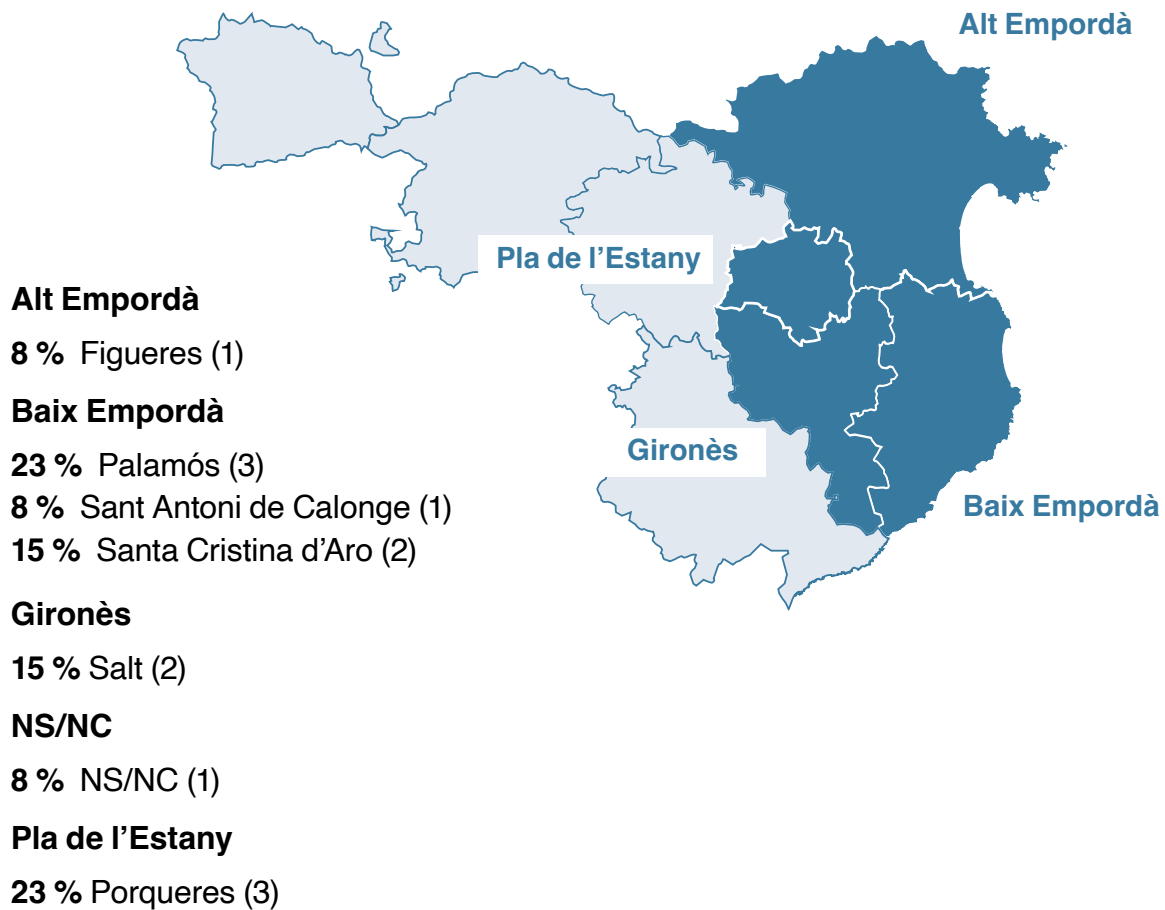 Alt Empordà
Pla de l’Estany
Gironès
Baix Empordà
Alt Empordà
8 % Figueres (1)
Baix Empordà
23 % Palamós (3)
8 % Sant Antoni de Calonge (1)
15 % Santa Cristina d’Aro (2)
Gironès
15 % Salt (2)
NS/NC
8 % NS/NC (1)
Pla de l’Estany
23 % Porqueres (3)